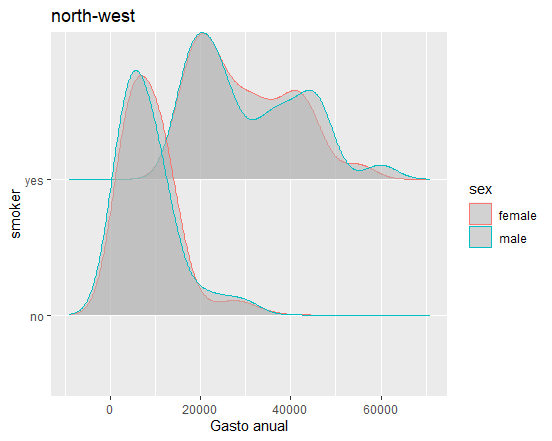 north-west
smoker
yes
no
0
20000
40000
60000
Gasto anual
sex
female
male